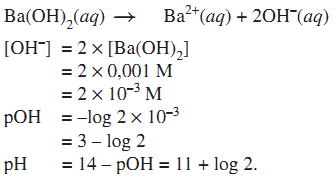 Ba(OH)₂(aq) → Ba²⁺(aq) + 2OH⁻(aq)
[OH⁻] = 2 × [Ba(OH)₂]
= 2 × 0,001 M
= 2 × 10⁻³ M
pOH = –log 2 × 10⁻³
= 3 – log 2
pH = 14 – pOH = 11 + log 2.